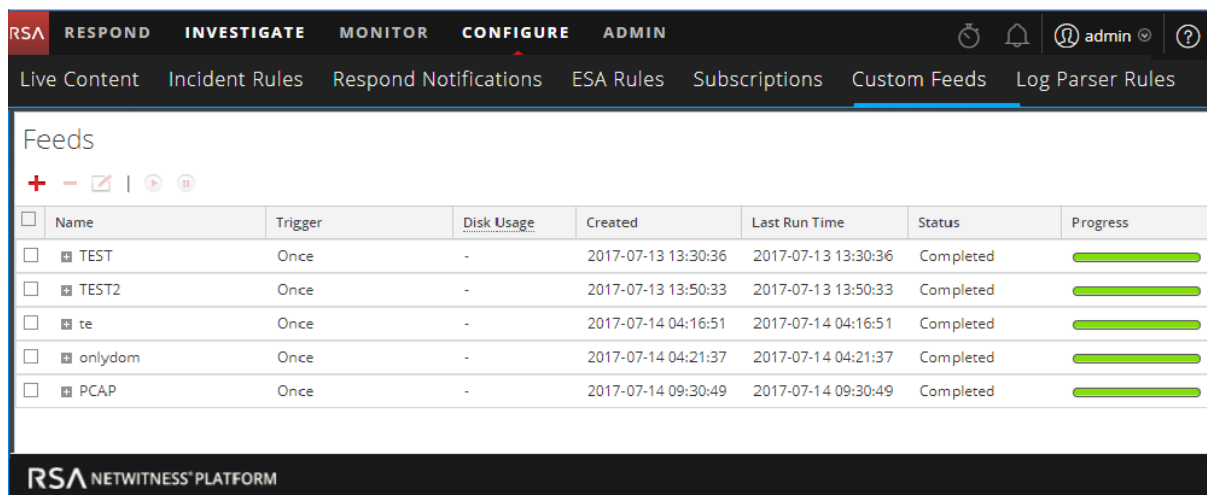 RSA RESPOND INVESTIGATE MONITOR CONFIGURE ADMIN admin ?
Live Content Incident Rules Respond Notifications ESA Rules Subscriptions Custom Feeds Log Parser Rules
Feeds
Name Trigger Disk Usage Created Last Run Time Status Progress
TEST Once - 2017-07-13 13:30:36 2017-07-13 13:30:36 Completed
TEST2 Once - 2017-07-13 13:50:33 2017-07-13 13:50:33 Completed
te Once - 2017-07-14 04:16:51 2017-07-14 04:16:51 Completed
onlydom Once - 2017-07-14 04:21:37 2017-07-14 04:21:37 Completed
PCAP Once - 2017-07-14 09:30:49 2017-07-14 09:30:49 Completed
RSA NETWITNESS® PLATFORM